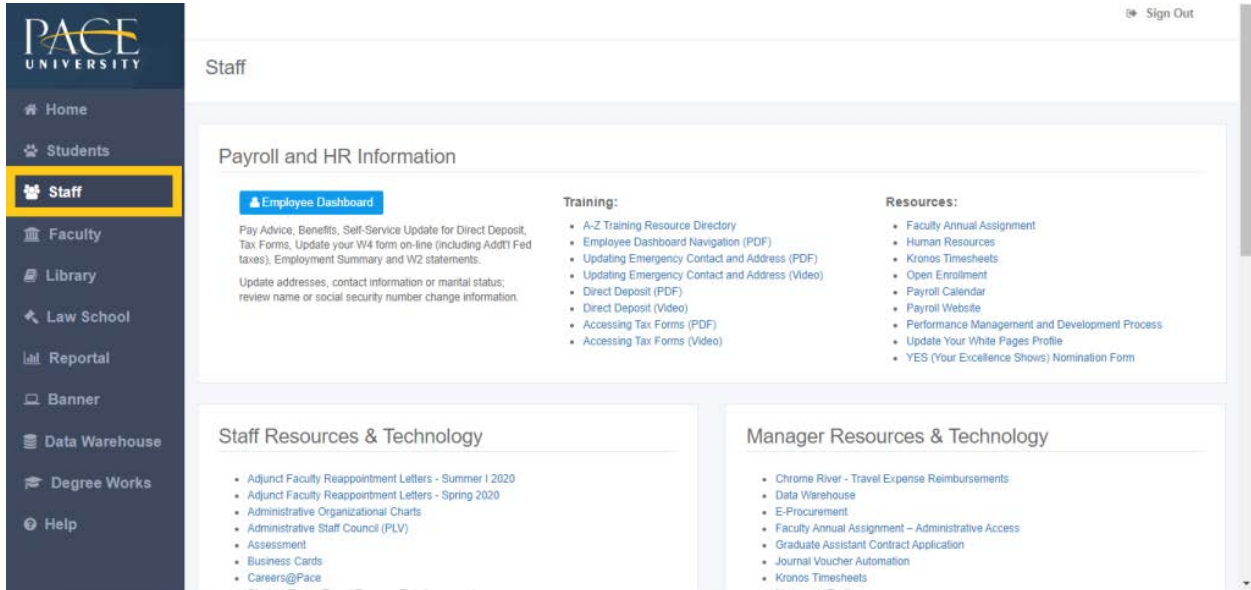 PACE
UNIVERSITY
Home
Students
Staff
Faculty
Library
Law School
Reportal
Banner
Data Warehouse
Degree Works
Help
Sign Out
Staff
Payroll and HR Information
Employee Dashboard
Pay Advice, Benefits, Self-Service Update for Direct Deposit,
Tax Forms, Update your W4 form on-line (including Addt'l Fed
taxes), Employment Summary and W2 statements.
Update addresses, contact information or marital status;
review name or social security number change information.
Training:
A-Z Training Resource Directory
Employee Dashboard Navigation (PDF)
Updating Emergency Contact and Address (PDF)
Updating Emergency Contact and Address (Video)
Direct Deposit (PDF)
Direct Deposit (Video)
Accessing Tax Forms (PDF)
Accessing Tax Forms (Video)
Resources:
Faculty Annual Assignment
Human Resources
Kronos Timesheets
Open Enrollment
Payroll Calendar
Payroll Website
Performance Management and Development Process
Update Your White Pages Profile
YES (Your Excellence Shows) Nomination Form
Staff Resources & Technology
Adjunct Faculty Reappointment Letters - Summer I 2020
Adjunct Faculty Reappointment Letters - Spring 2020
Administrative Organizational Charts
Administrative Staff Council (PLV)
Assessment
Business Cards
Careers@Pace
Manager Resources & Technology
Chrome River - Travel Expense Reimbursements
Data Warehouse
E-Procurement
Faculty Annual Assignment – Administrative Access
Graduate Assistant Contract Application
Journal Voucher Automation
Kronos Timesheets